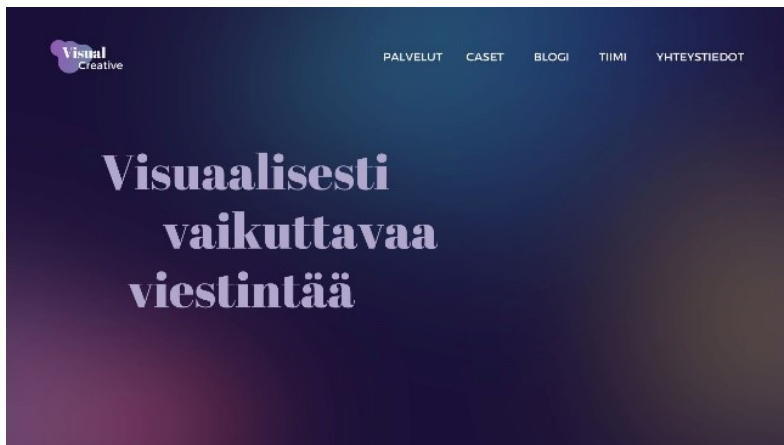 Visual
Creative
PALVELUT CASET BLOGI TIIMI YHTEYSTIEDOT
Visuaalisesti
vaikuttavaa
viestintää